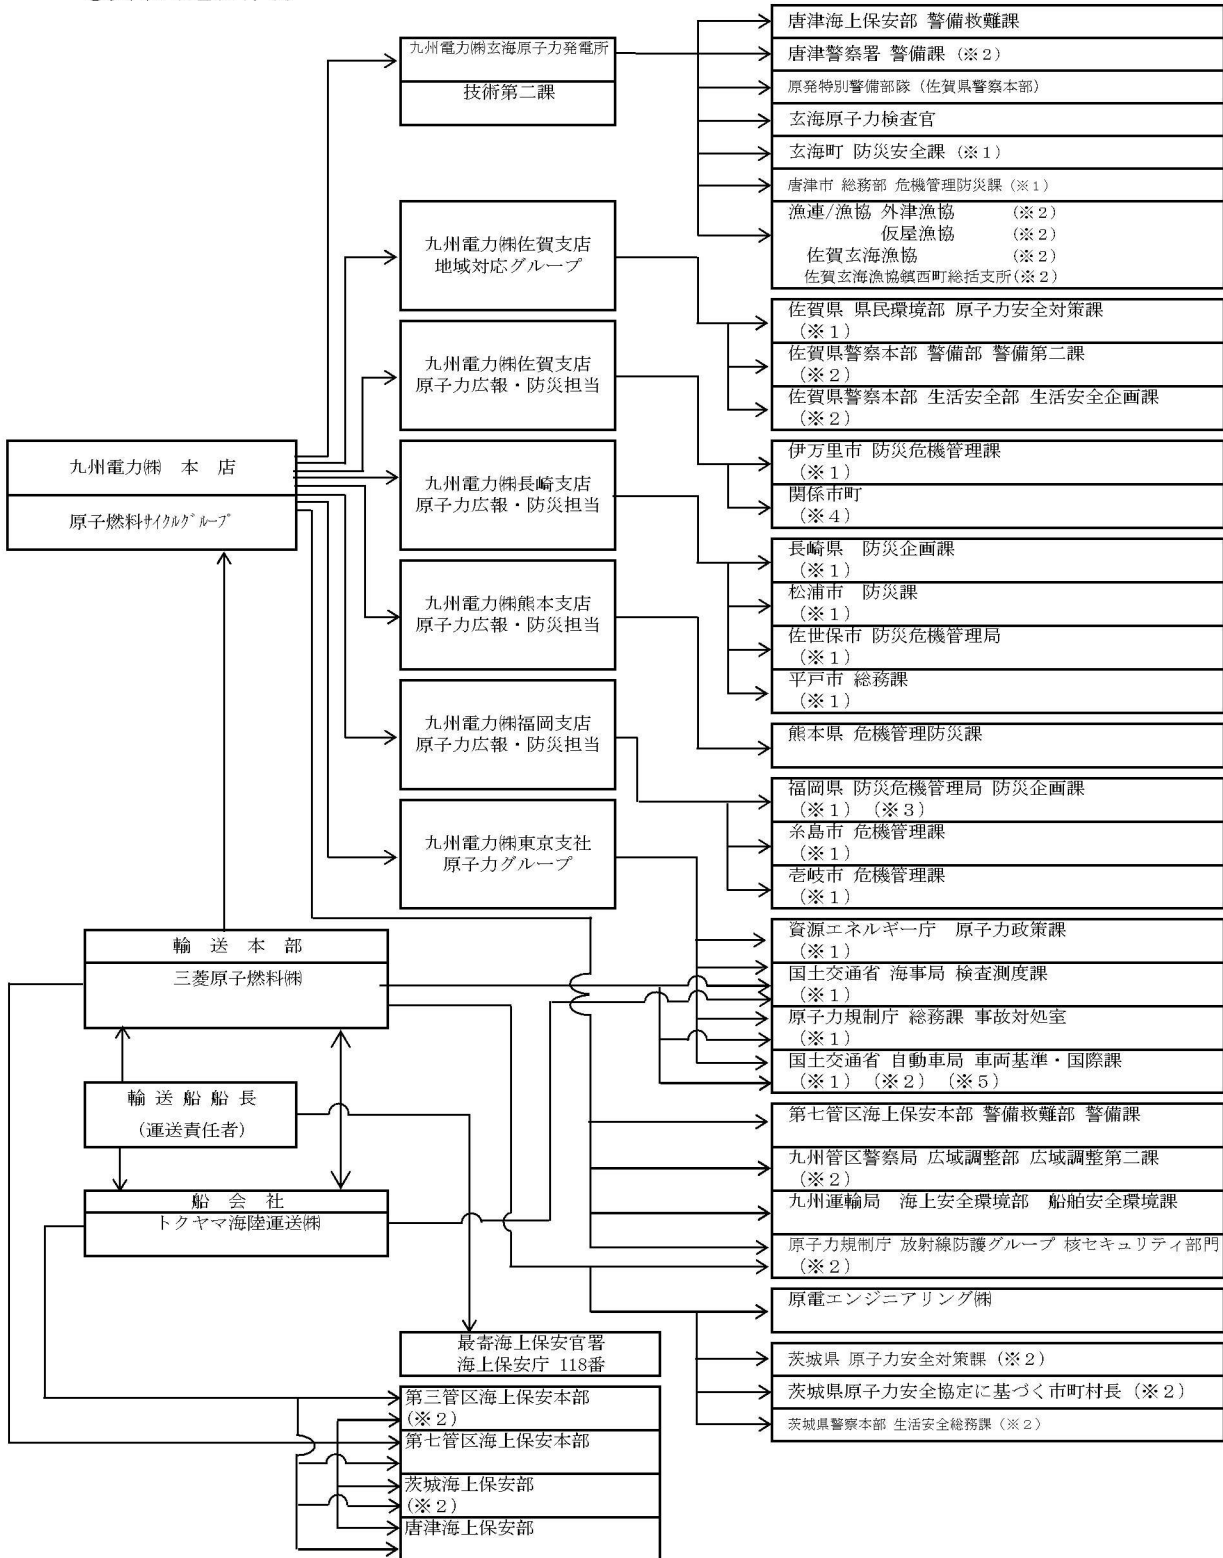 九州電力㈱玄海原子力発電所
技術第二課
唐津海上保安部 警備救難課
唐津警察署 警備課（※２）
原発特別警備部隊（佐賀県警察本部）
玄海原子力検査官
玄海町 防災安全課（※１）
唐津市 総務部 危機管理防災課（※１）
漁連/漁協 外津漁協 （※２）
仮屋漁協 （※２）
佐賀玄海漁協 （※２）
佐賀玄海漁協鎮西町総括支所(※２)
九州電力㈱佐賀支店
地域対応グループ
佐賀県 県民環境部 原子力安全対策課
（※１）
佐賀県警察本部 警備部 警備第二課
（※２）
佐賀県警察本部 生活安全部 生活安全企画課
（※２）
九州電力㈱佐賀支店
原子力広報・防災担当
伊万里市 防災危機管理課
（※１）
関係市町
（※４）
九州電力㈱ 本 店
原子燃料ｻｲｸﾙｸﾞﾙｰﾌﾟ
九州電力㈱長崎支店
原子力広報・防災担当
長崎県 防災企画課
（※１）
松浦市 防災課
（※１）
佐世保市 防災危機管理局
（※１）
平戸市 総務課
（※１）
九州電力㈱熊本支店
原子力広報・防災担当
熊本県 危機管理防災課
九州電力㈱福岡支店
原子力広報・防災担当
福岡県 防災危機管理局 防災企画課
（※１）（※３）
糸島市 危機管理課
（※１）
壱岐市 危機管理課
（※１）
九州電力㈱東京支社
原子力グループ
資源エネルギー庁 原子力政策課
（※１）
国土交通省 海事局 検査測度課
（※１）
原子力規制庁 総務課 事故対処室
（※１）
国土交通省 自動車局 車両基準・国際課
（※１）（※２）（※５）
輸 送 本 部
三菱原子燃料㈱
輸 送 船 船 長
(運送責任者)
船 会 社
トクヤマ海陸運送㈱
第七管区海上保安本部 警備救難部 警備課
九州管区警察局 広域調整部 広域調整第二課
（※２）
九州運輸局 海上安全環境部 船舶安全環境課
原子力規制庁 放射線防護グループ 核セキュリティ部門
（※２）
原電エンジニアリング㈱
茨城県 原子力安全対策課（※２）
茨城県原子力安全協定に基づく市町村長（※２）
茨城県警察本部 生活安全総務課（※２）
最寄海上保安官署
海上保安庁 118番
第三管区海上保安本部
(※２)
第七管区海上保安本部
茨城海上保安部
(※２)
唐津海上保安部